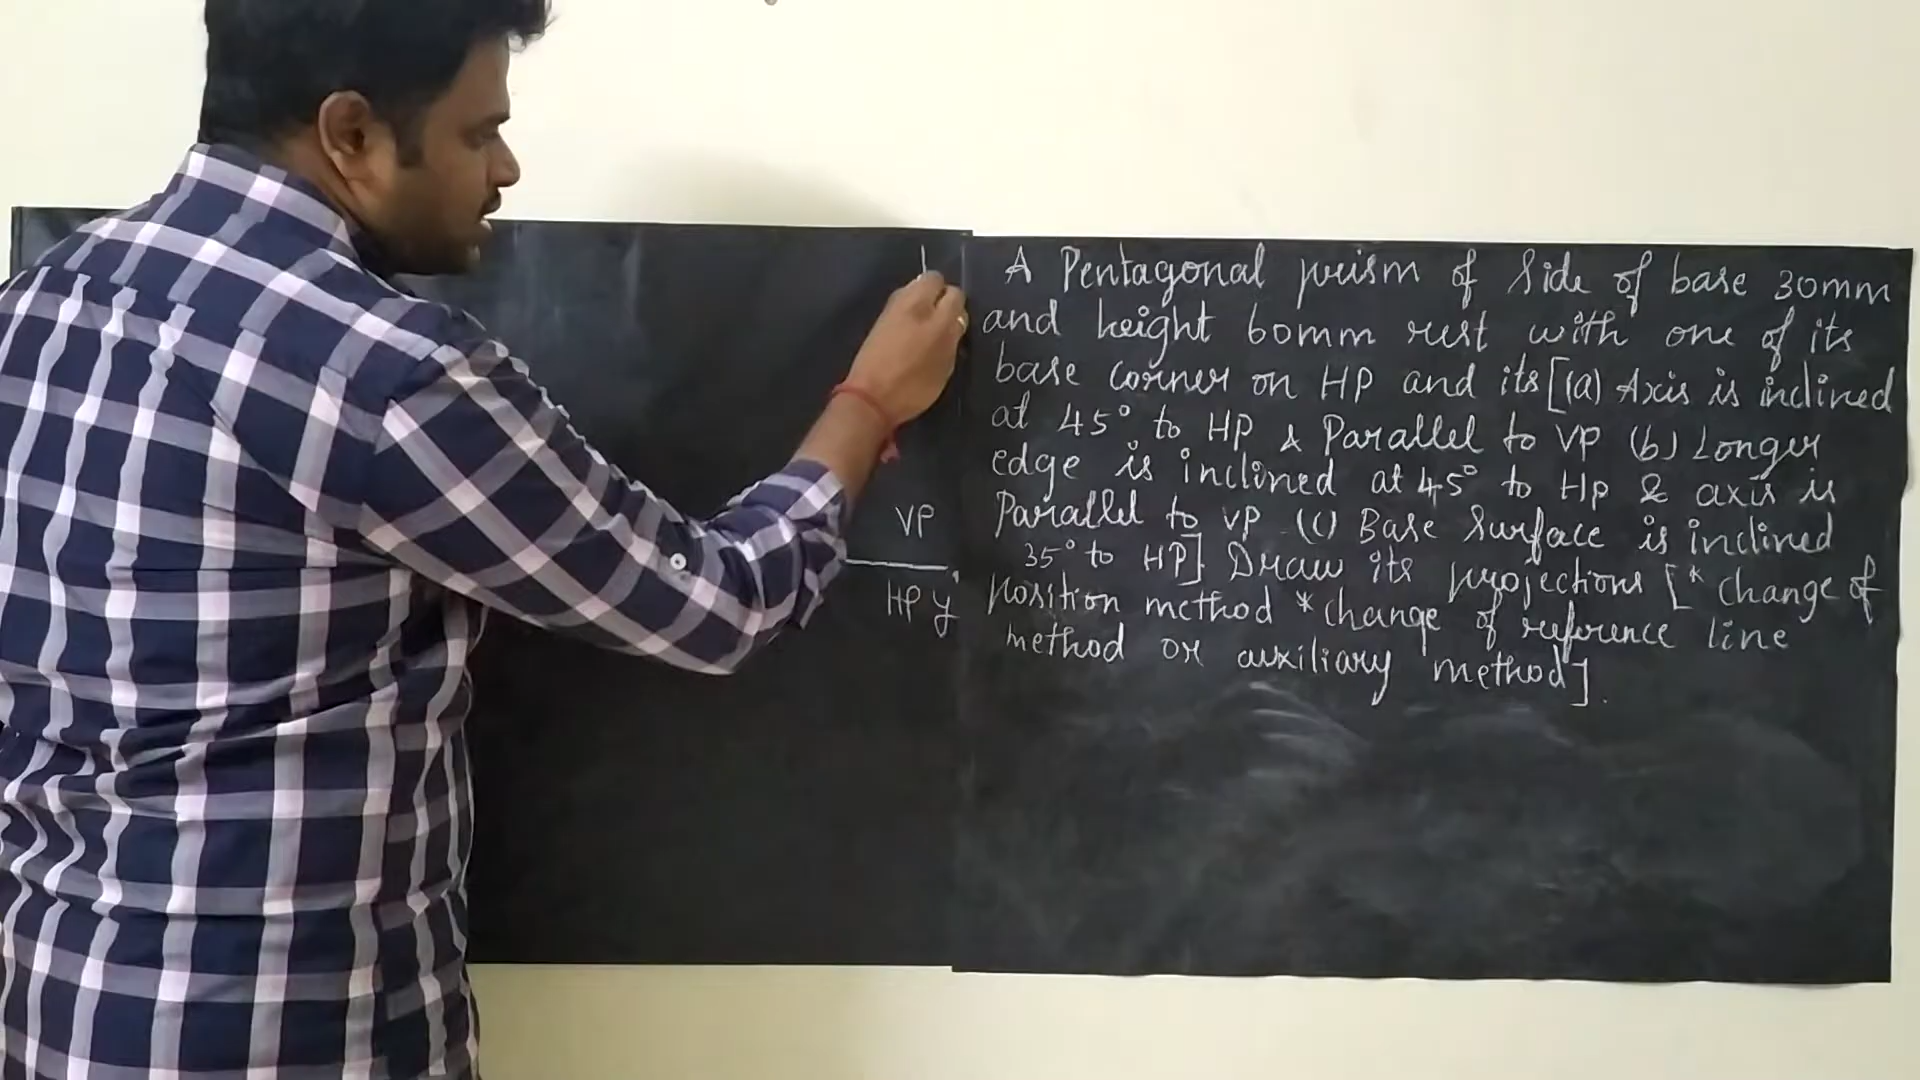 A Pentagonal prism of side of base 30mm
and height 60mm rest with one of its
base corner on HP and its [(a) Axis is inclined
at 45° to HP & Parallel to VP (b) Longer
edge is inclined at 45° to HP & axis is
Parallel to VP (c) Base Surface is inclined
35° to HP]. Draw its projections [* change of
position method * change of reference line
method or auxiliary method].
VP
HP y